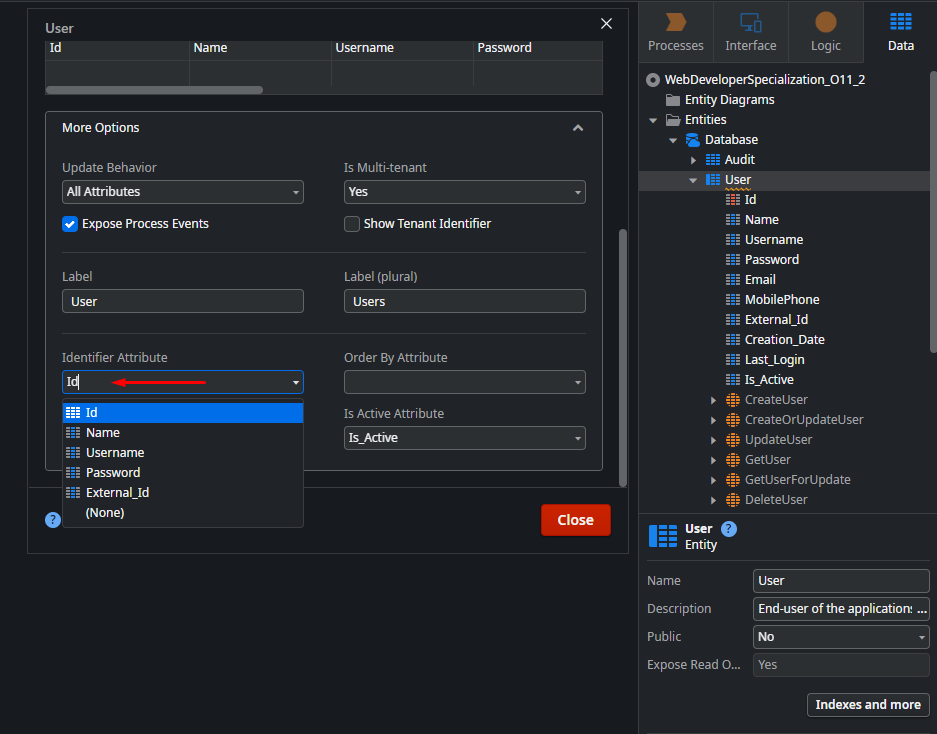 User
Id Name Username Password
More Options
Update Behavior Is Multi-tenant
All Attributes Yes
Expose Process Events Show Tenant Identifier
Label Label (plural)
User Users
Identifier Attribute Order By Attribute
Id
Id
Name
Username
Password
External_Id
(None)
Is Active Attribute
Is_Active
?
Close
Processes Interface Logic Data
WebDeveloperSpecialization_O11_2
Entity Diagrams
Entities
Database
Audit
User
Id
Name
Username
Password
Email
MobilePhone
External_Id
Creation_Date
Last_Login
Is_Active
CreateUser
CreateOrUpdateUser
UpdateUser
GetUser
GetUserForUpdate
DeleteUser
User ?
Entity
Name User
Description End-user of the applications ...
Public No
Expose Read O... Yes
Indexes and more